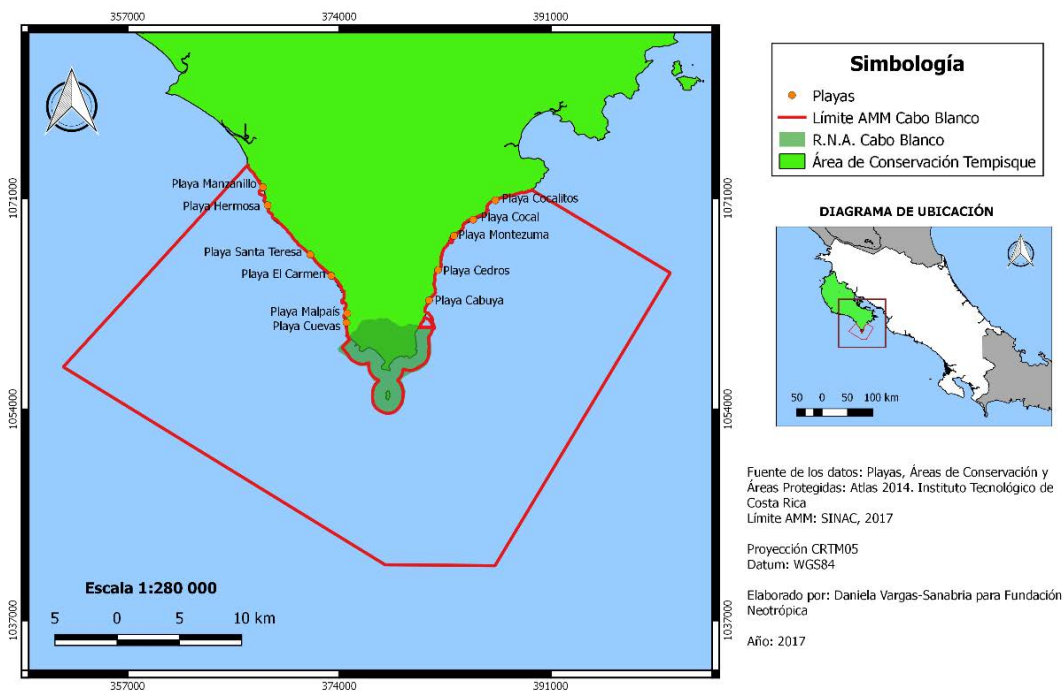 357000
374000
391000
1071000
1054000
1037000
Playa Manzanillo
Playa Hermosa
Playa Santa Teresa
Playa El Carmen
Playa Malpaís
Playa Cuevas
Playa Cocalitos
Playa Cocal
Playa Montezuma
Playa Cedros
Playa Cabuya
Escala 1:280 000
5 0 5 10 km
1071000
1054000
1037000
357000
374000
391000
Simbología
Playas
Límite AMM Cabo Blanco
R.N.A. Cabo Blanco
Área de Conservación Tempisque
DIAGRAMA DE UBICACIÓN
50 0 50 100 km
Fuente de los datos: Playas, Áreas de Conservación y
Áreas Protegidas: Atlas 2014. Instituto Tecnológico de
Costa Rica
Límite AMM: SINAC, 2017
Proyección CRTM05
Datum: WGS84
Elaborado por: Daniela Vargas-Sanabria para Fundación
Neotrópica
Año: 2017